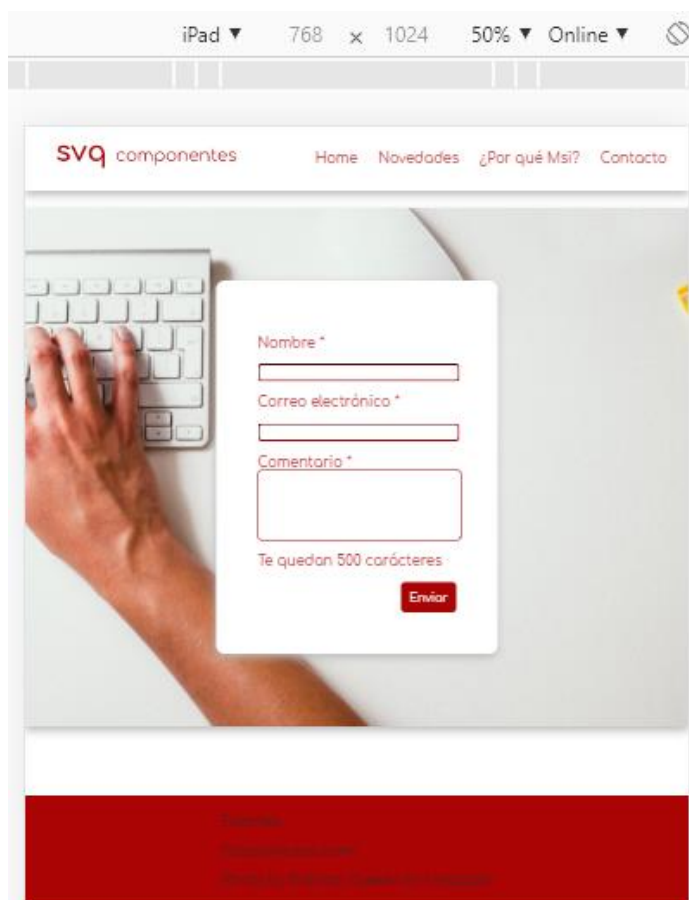 iPad ▼ 768 x 1024 50% ▼ Online ▼
svq componentes Home Novedades ¿Por qué Msi? Contacto
Nombre *
Correo electrónico *
Comentario *
Te quedan 500 carácteres
Enviar